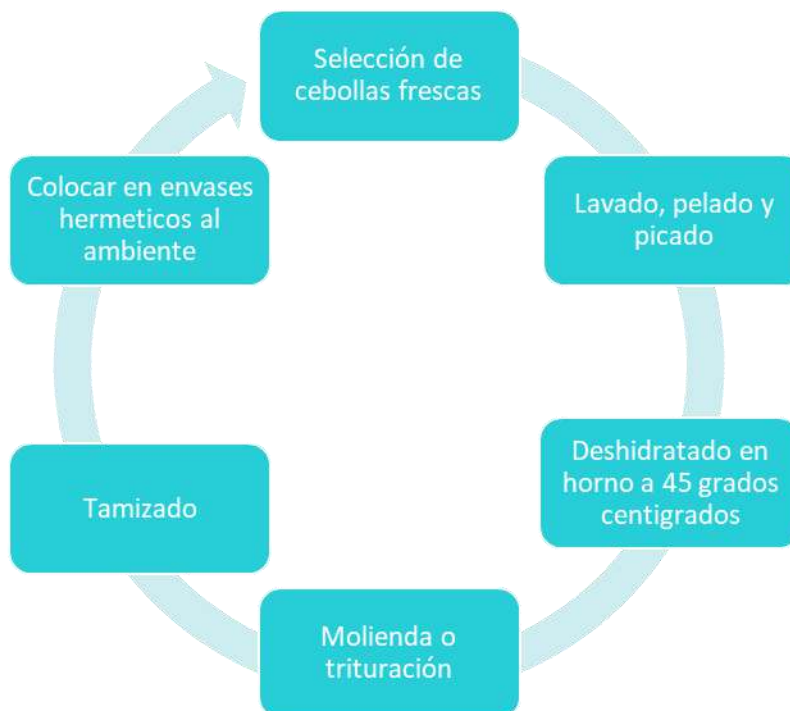 Selección de
cebollas frescas
Lavado, pelado y
picado
Deshidratado en
horno a 45 grados
centigrados
Molienda o
trituración
Tamizado
Colocar en envases
hermeticos al
ambiente